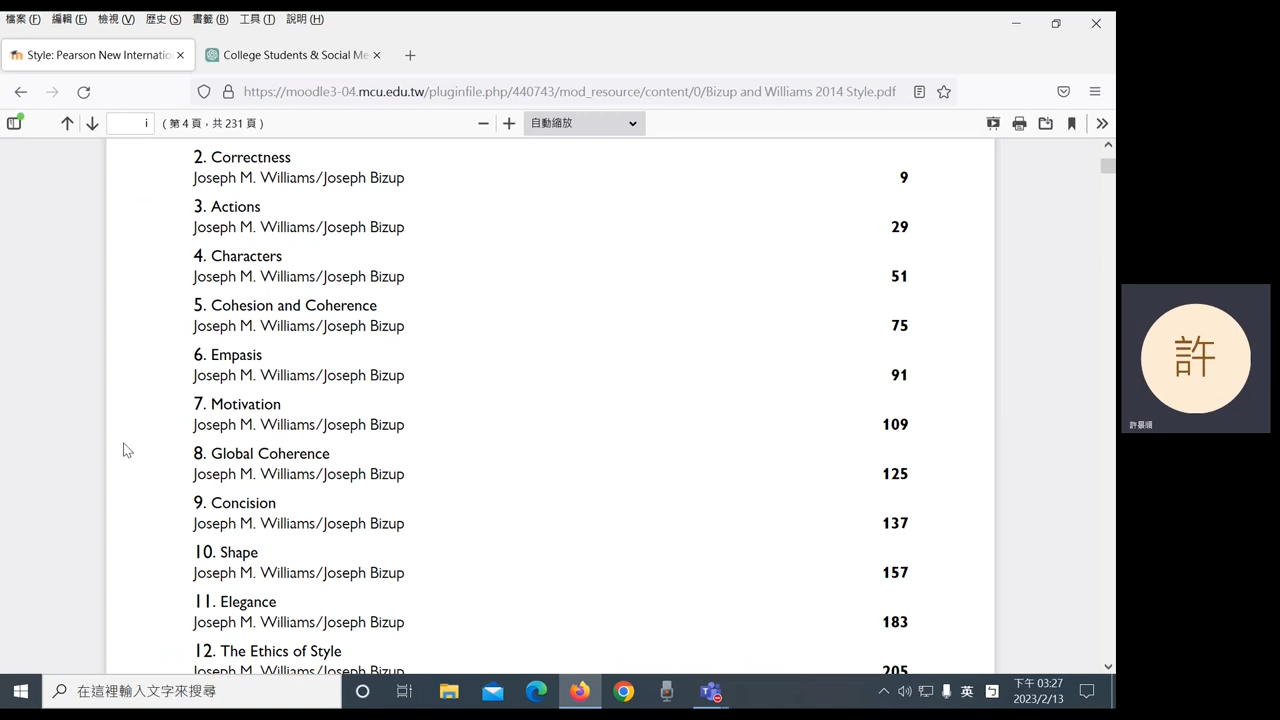 檔案 (F) 編輯 (E) 檢視 (V) 歷史 (S) 書籤 (B) 工具 (T) 說明 (H)
Style: Pearson New Internatio
College Students & Social Me
https://moodle3-04.mcu.edu.tw/pluginfile.php/440743/mod_resource/content/0/Bizup and Williams 2014 Style.pdf
i ( 第 4 頁，共 231 頁 ) 自動縮放
2. Correctness
Joseph M. Williams/Joseph Bizup 9
3. Actions
Joseph M. Williams/Joseph Bizup 29
4. Characters
Joseph M. Williams/Joseph Bizup 51
5. Cohesion and Coherence
Joseph M. Williams/Joseph Bizup 75
6. Empasis
Joseph M. Williams/Joseph Bizup 91
7. Motivation
Joseph M. Williams/Joseph Bizup 109
8. Global Coherence
Joseph M. Williams/Joseph Bizup 125
9. Concision
Joseph M. Williams/Joseph Bizup 137
10. Shape
Joseph M. Williams/Joseph Bizup 157
11. Elegance
Joseph M. Williams/Joseph Bizup 183
12. The Ethics of Style
Joseph M. Williams/Joseph Bizup 205
許
許景順
在這裡輸入文字來搜尋
英
下午 03:27
2023/2/13